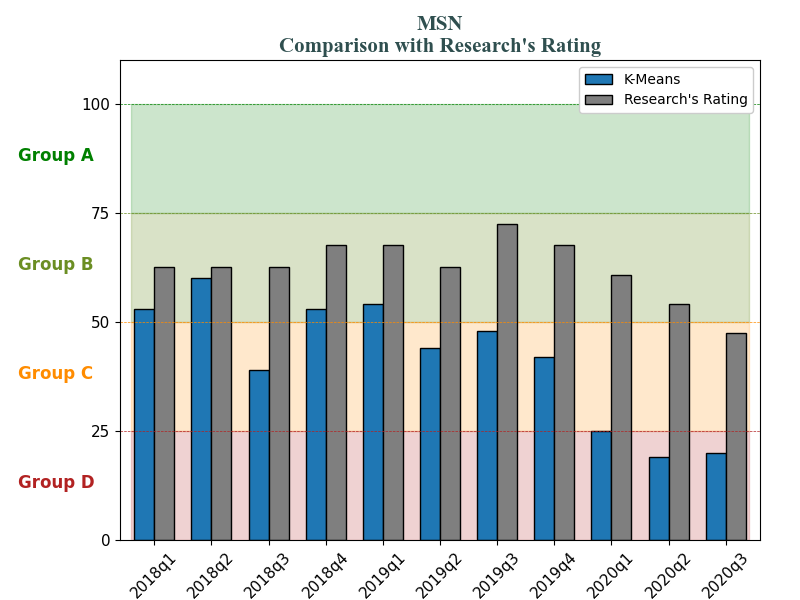 MSN
Comparison with Research's Rating
K-Means
Research's Rating
100
Group A
75
Group B
50
Group C
25
Group D
0
2018q1
2018q2
2018q3
2018q4
2019q1
2019q2
2019q3
2019q4
2020q1
2020q2
2020q3